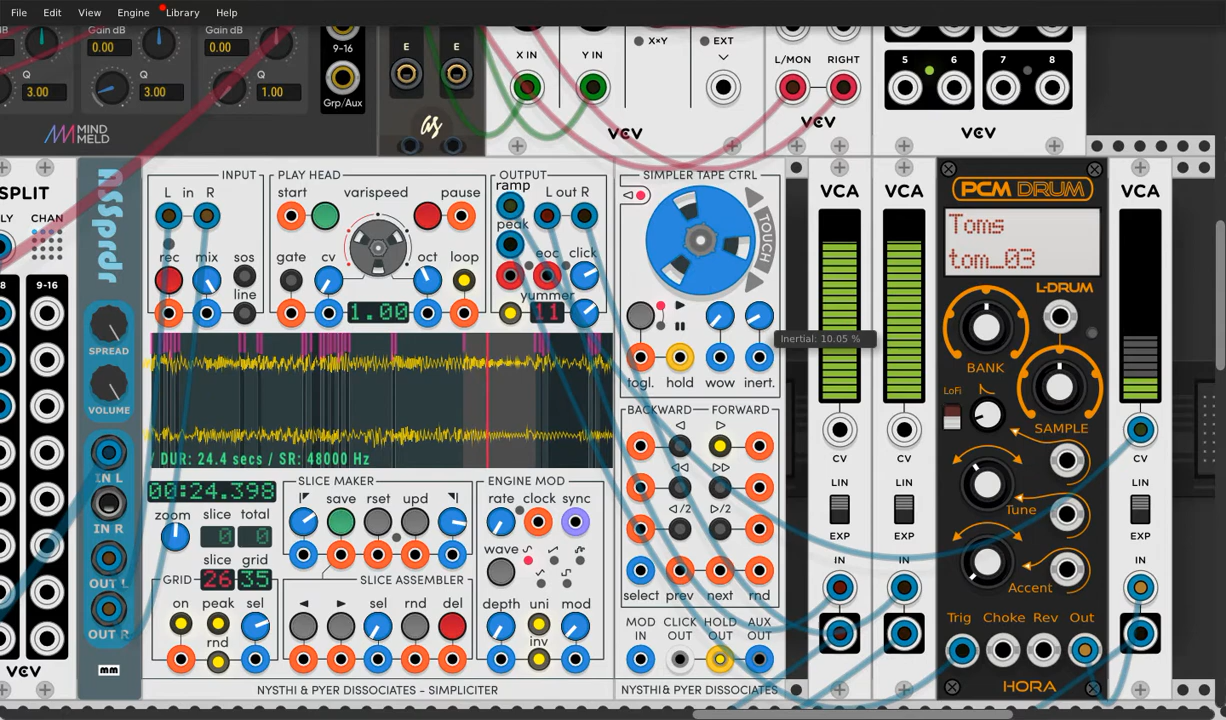 File Edit View Engine Library Help
Gain dB Gain dB
0.00 0.00
Q Q Q
3.00 3.00 1.00
MIND
MELD
9-16
Grp/Aux
E E
as
X IN Y IN
X×Y EXT
VCV
L/MON RIGHT
VCV
5 6 7 8
VCV
SPLIT
LY CHAN
8 9-16
VCV
SPREAD
VOLUME
IN L
IN R
OUT L
OUT R
mm
INPUT
L in R
rec mix sos
line
PLAY HEAD
start varispeed pause
gate cv oct loop
1.00
OUTPUT
ramp L out R
peak
eoc click
yummer
11
DUR: 24.4 secs / SR: 48000 Hz
00:24.398
zoom slice total
0 0
slice grid
26 35
GRID
on peak sel
rnd
SLICE MAKER
save rset upd
SLICE ASSEMBLER
sel rnd del
ENGINE MOD
rate clock sync
wave
depth uni mod
inv
NYSTHI & PYER DISSOCIATES - SIMPLICITER
SIMPLER TAPE CTRL
TOUCH
togl. hold wow inert.
Inertial: 10.05 %
BACKWARD FORWARD
/2 /2
select prev next rnd
MOD IN CLICK OUT HOLD OUT AUX OUT
NYSTHI & PYER DISSOCIATES
VCA
CV
LIN
EXP
IN
VCA
CV
LIN
EXP
IN
PCM DRUM
Toms
tom_03
L-DRUM
BANK
LoFi
SAMPLE
Tune
Accent
Trig Choke Rev Out
HORA
VCA
CV
LIN
EXP
IN